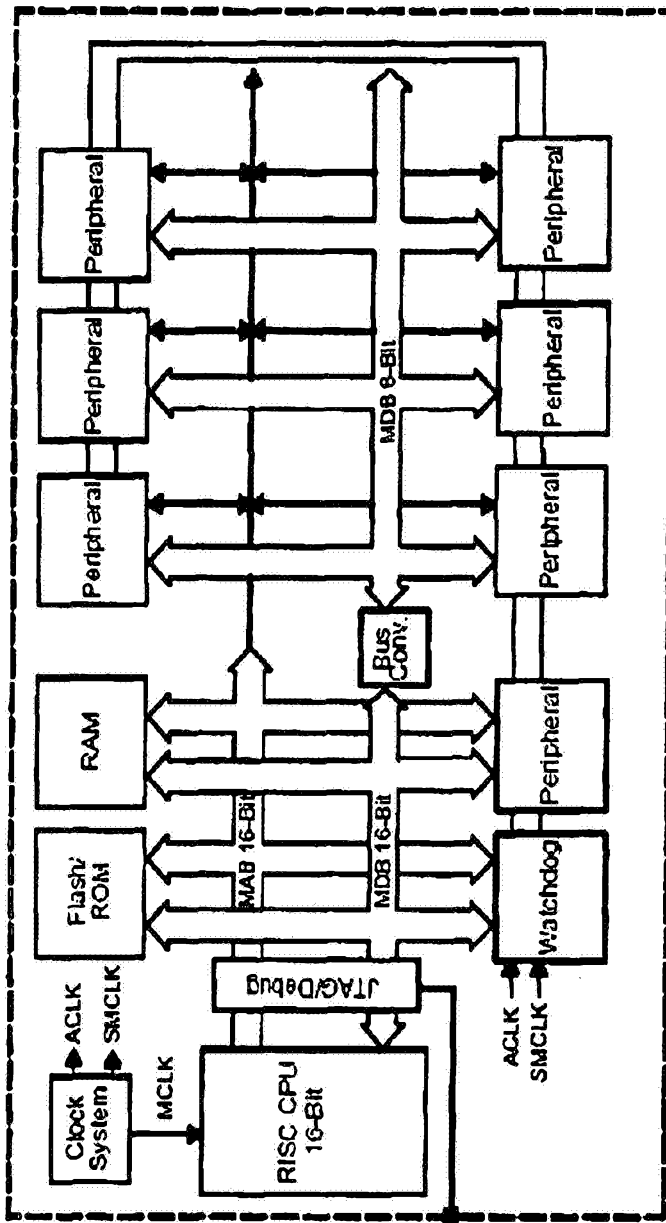 Clock
System
ACLK
SMCLK
Flash/
ROM
RAM
Peripheral
Peripheral
Peripheral
MCLK
RISC CPU
16-Bit
JTAG/Debug
MAB 16-Bit
MDB 16-Bit
Bus
Conv.
MDB 8-Bit
ACLK
SMCLK
Watchdog
Peripheral
Peripheral
Peripheral
Peripheral